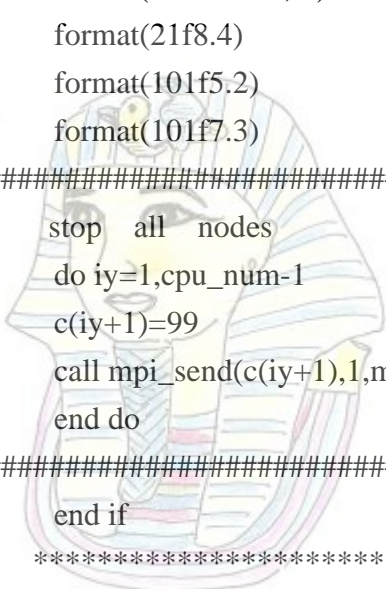 format(21f8.4)
format(101f5.2)
format(101f7.3)
########################
stop all nodes
do iy=1,cpu_num-1
c(iy+1)=99
call mpi_send(c(iy+1),1,m
end do
########################
end if
**********************